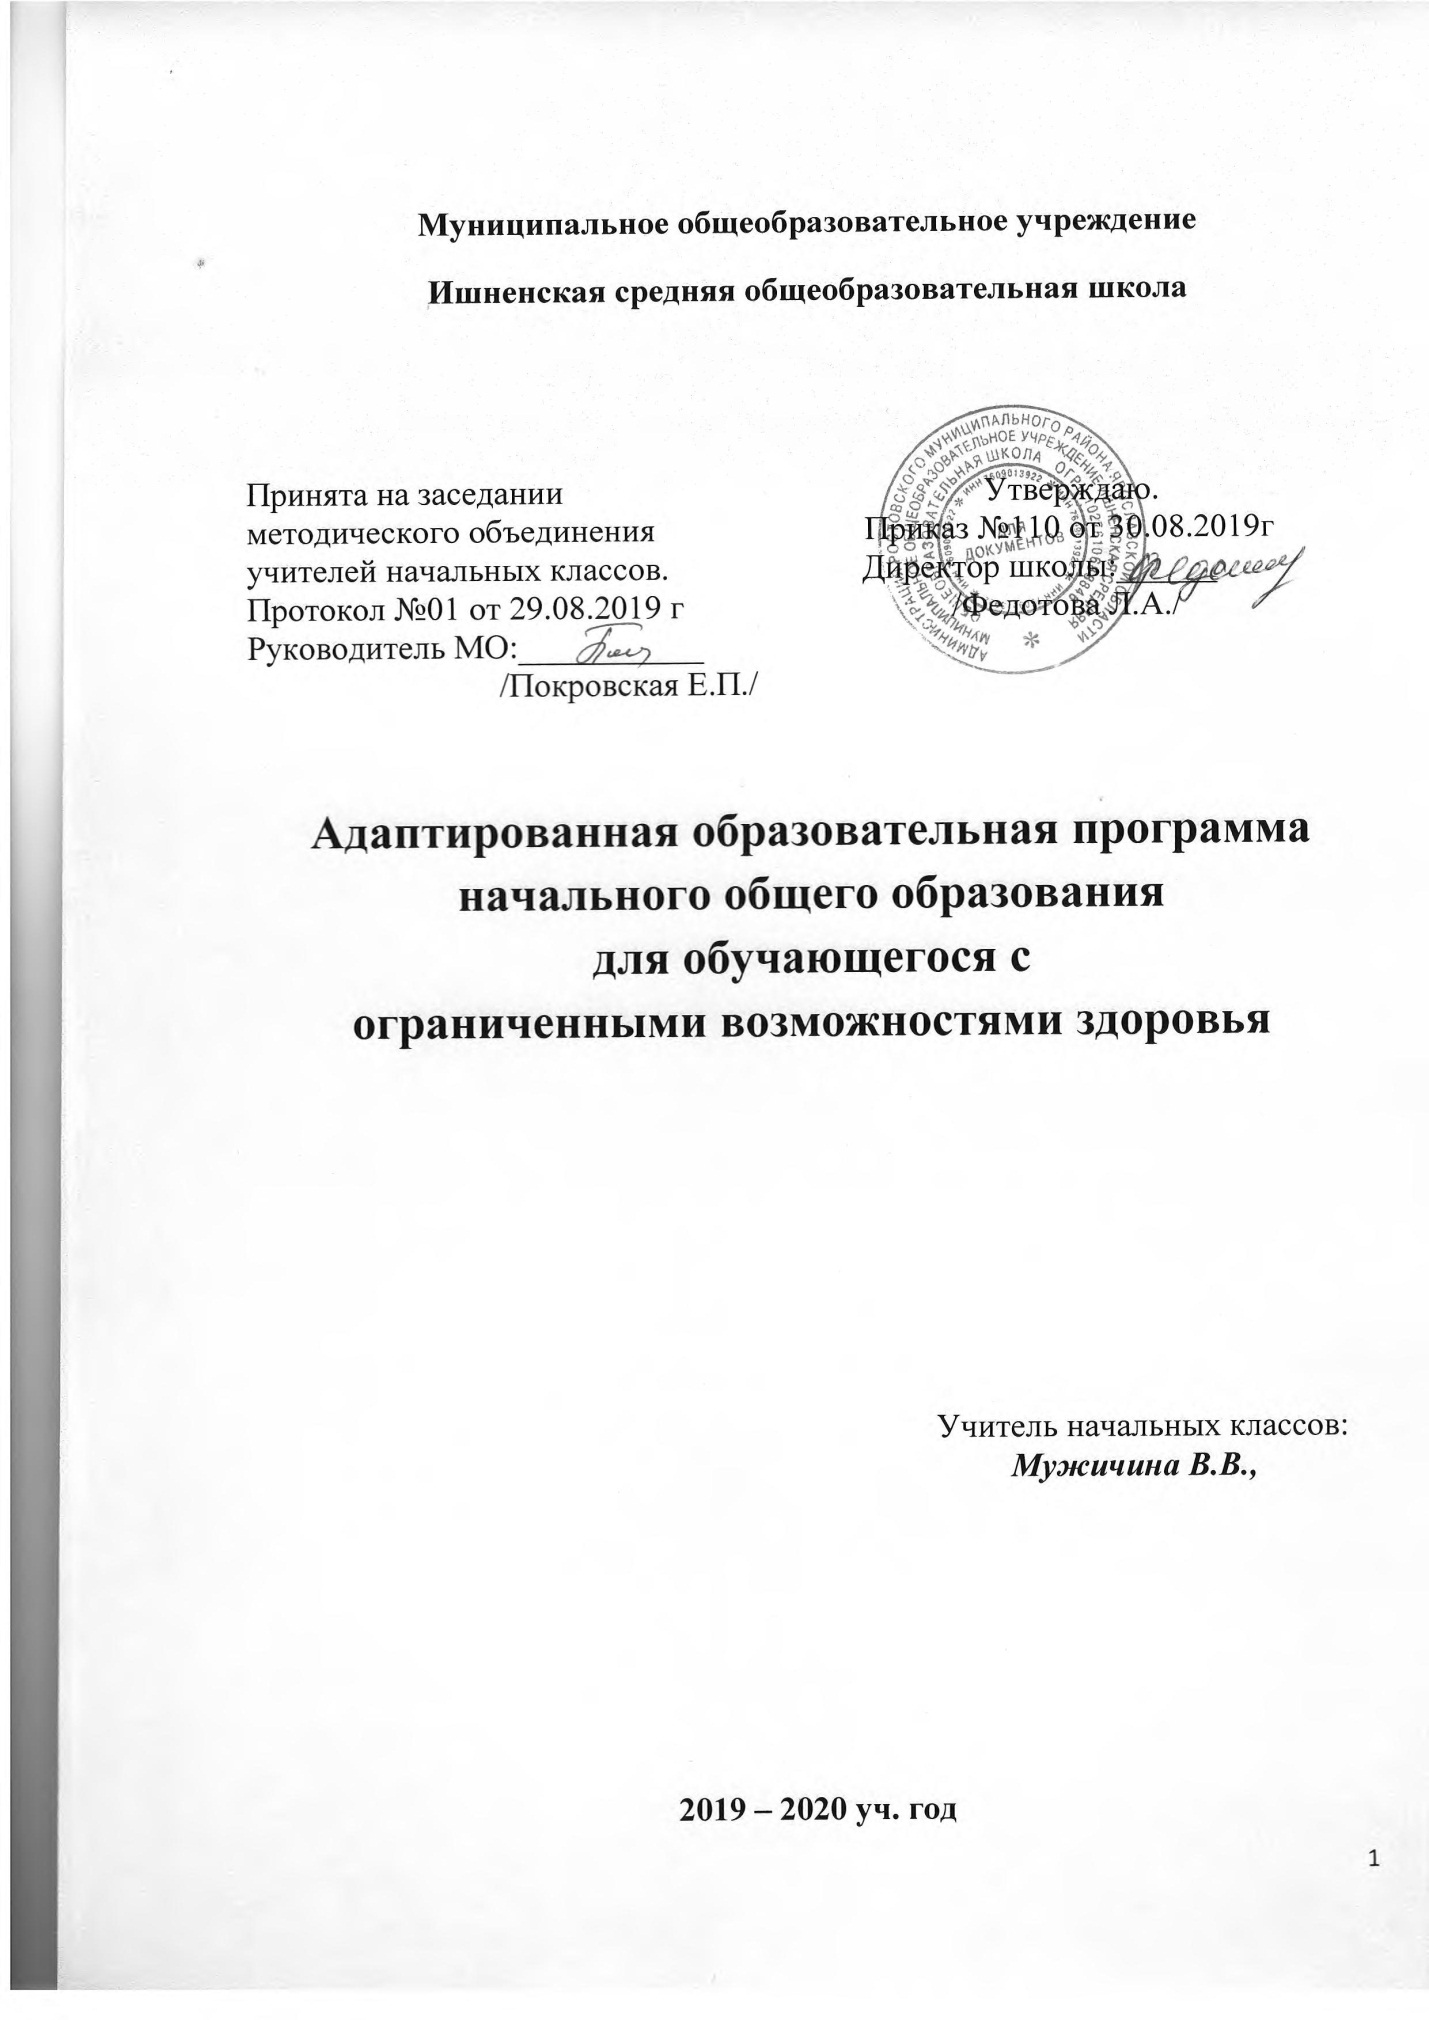 Муниципальное общеобразовательное учреждение
Ишненская средняя общеобразовательная школа
Принята на заседании
методического объединения
учителей начальных классов.
Протокол №01 от 29.08.2019 г
Руководитель МО:
/Покровская Е.П./
Утверждаю.
Приказ №110 от 30.08.2019г
Директор школы:
/Федотова Л.А./
ДЛЯ
ДОКУМЕНТОВ
Адаптированная образовательная программа
начального общего образования
для обучающегося с
ограниченными возможностями здоровья
Учитель начальных классов:
Мужичина В.В.,
2019 – 2020 уч. год
1